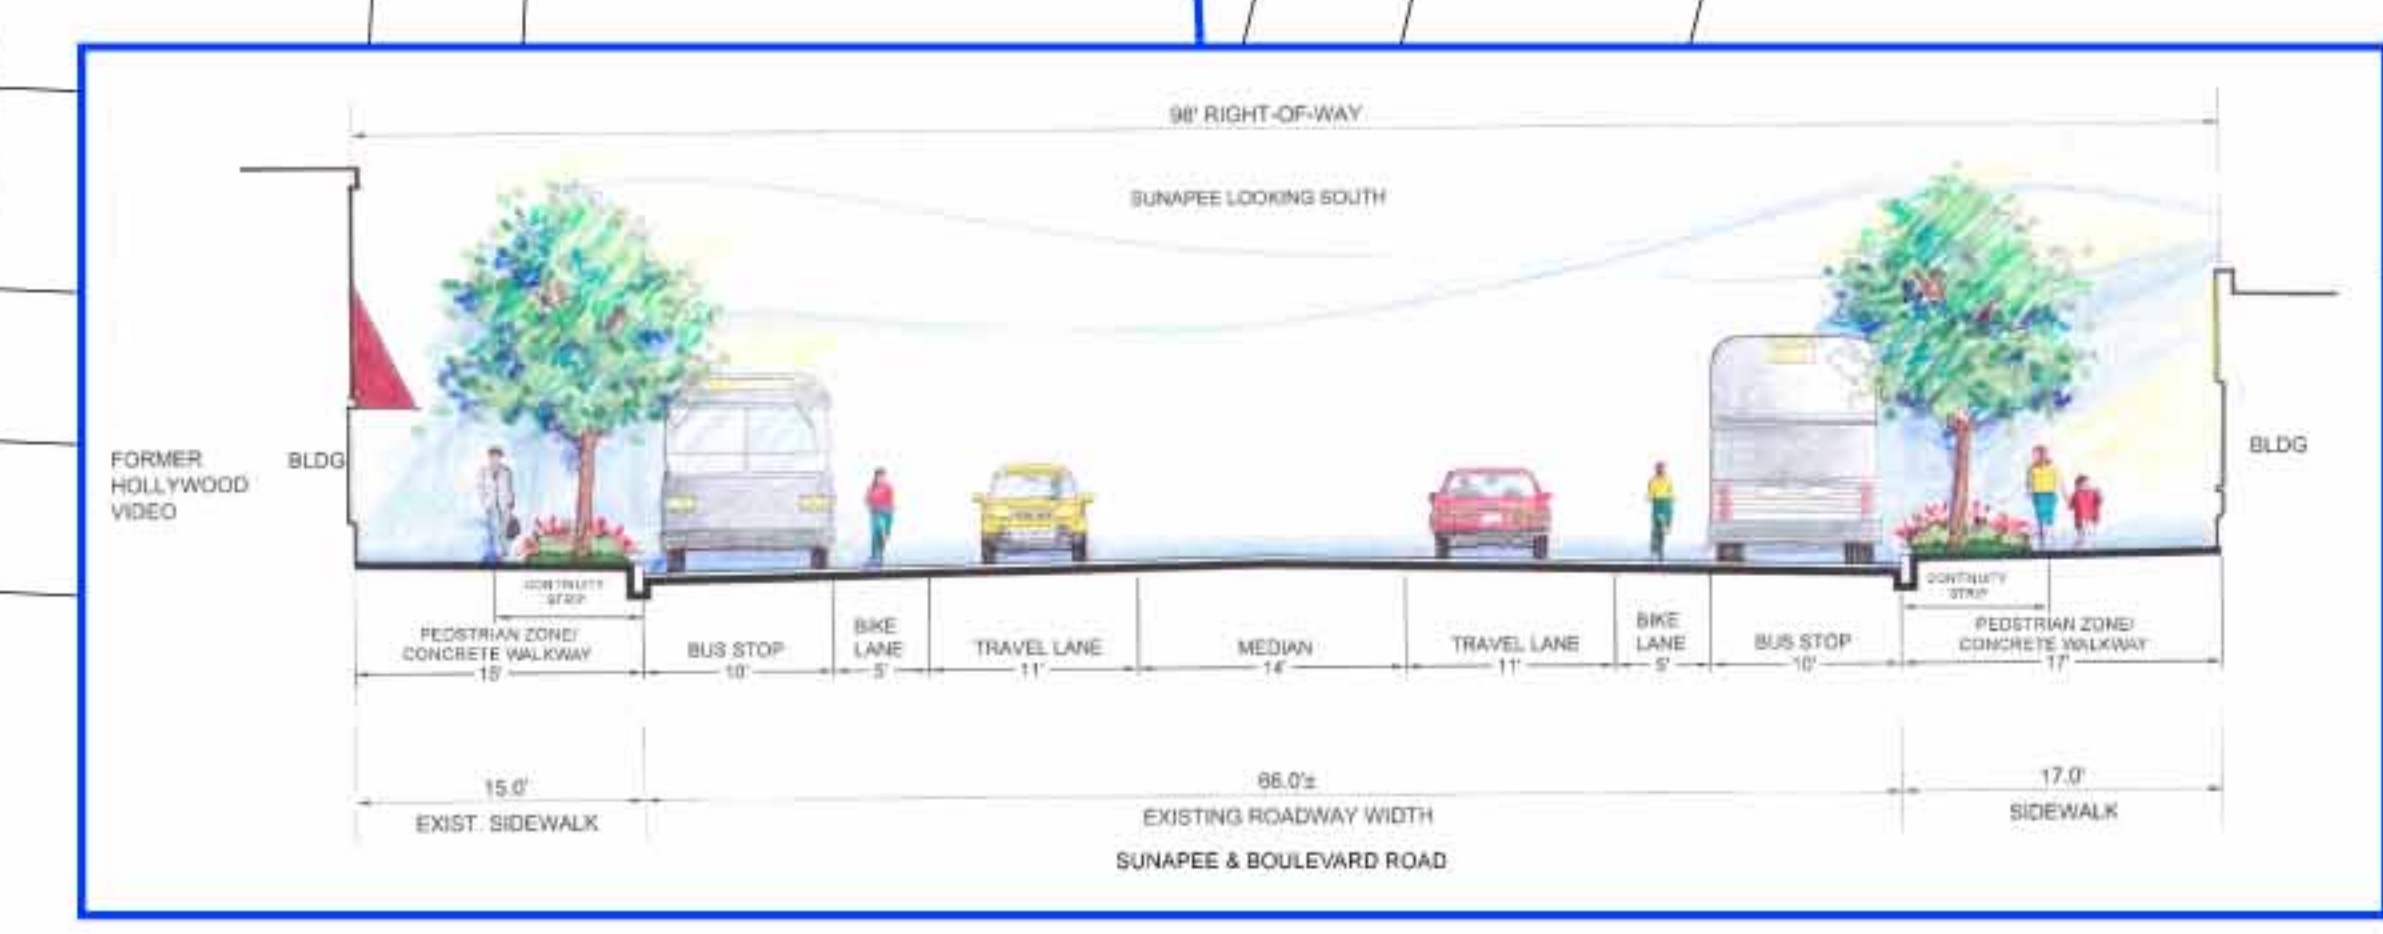 98' RIGHT-OF-WAY
SUNAPEE LOOKING SOUTH
FORMER
HOLLYWOOD
VIDEO
BLDG
BLDG
CONTINUITY
STRIP
PEDSTRIAN ZONE/
CONCRETE WALKWAY
15'
BUS STOP
10'
BIKE
LANE
5'
TRAVEL LANE
11'
MEDIAN
14'
TRAVEL LANE
11'
BIKE
LANE
5'
BUS STOP
10'
CONTINUITY
STRIP
PEDSTRIAN ZONE/
CONCRETE WALKWAY
17'
15.0'
EXIST. SIDEWALK
66.0'±
EXISTING ROADWAY WIDTH
17.0'
SIDEWALK
SUNAPEE & BOULEVARD ROAD